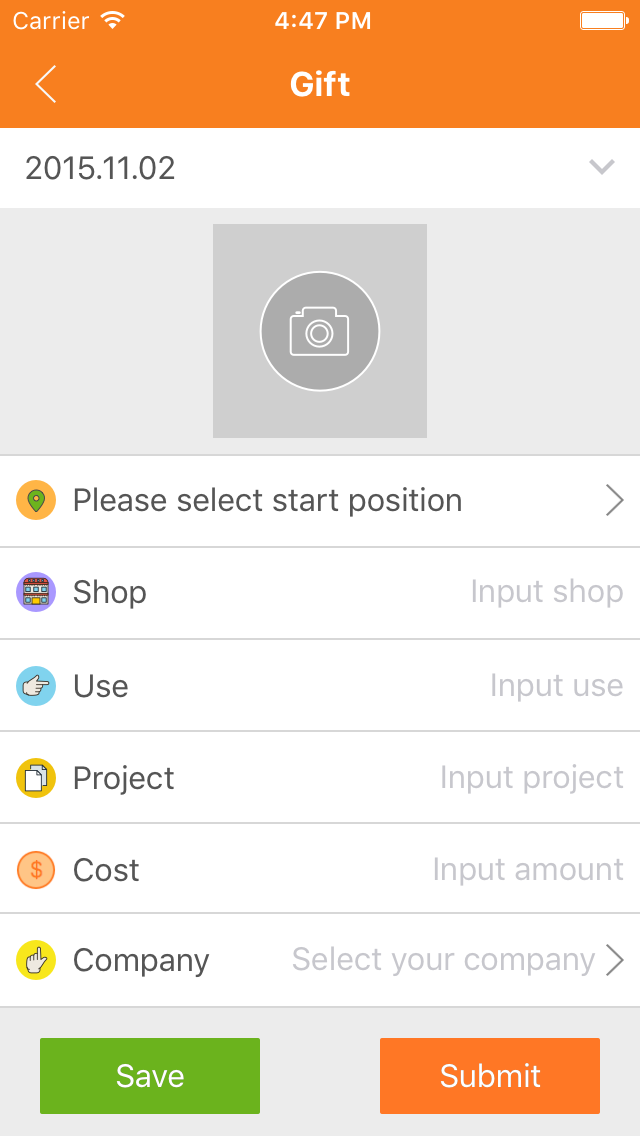 Carrier 4:47 PM
Gift
2015.11.02
Please select start position
Shop Input shop
Use Input use
Project Input project
$ Cost Input amount
Company Select your company
Save Submit